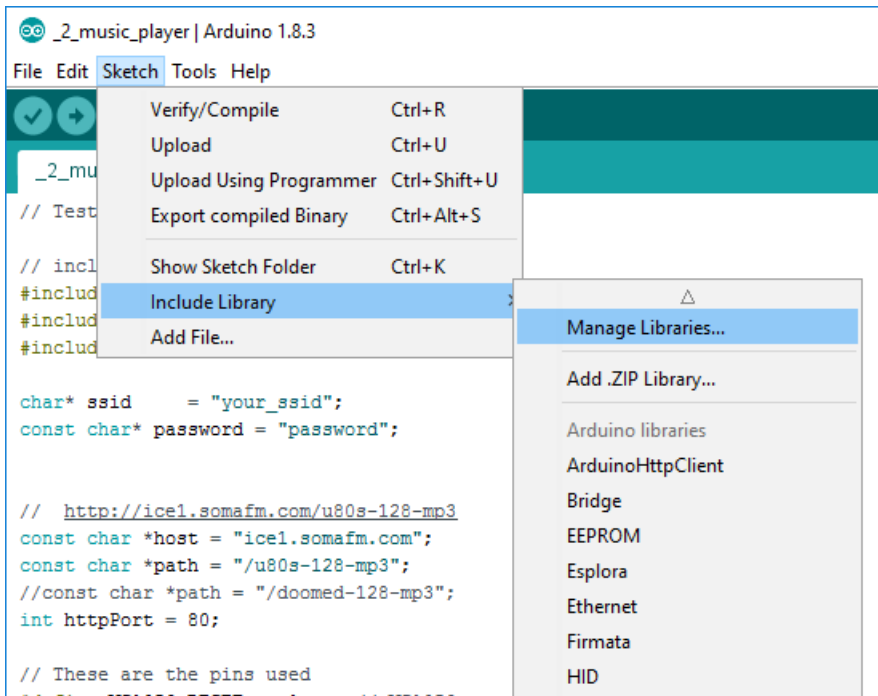 _2_music_player | Arduino 1.8.3
File Edit Sketch Tools Help
Verify/Compile Ctrl+R
Upload Ctrl+U
Upload Using Programmer Ctrl+Shift+U
Export compiled Binary Ctrl+Alt+S
Show Sketch Folder Ctrl+K
Include Library
Add File...
Manage Libraries...
Add .ZIP Library...
Arduino libraries
ArduinoHttpClient
Bridge
EEPROM
Esplora
Ethernet
Firmata
HID
_2_mu
// Test
// incl
#includ
#includ
#includ
char* ssid     = "your_ssid";
const char* password = "password";
//  http://ice1.somafm.com/u80s-128-mp3
const char *host = "ice1.somafm.com";
const char *path = "/u80s-128-mp3";
//const char *path = "/doomed-128-mp3";
int httpPort = 80;
// These are the pins used